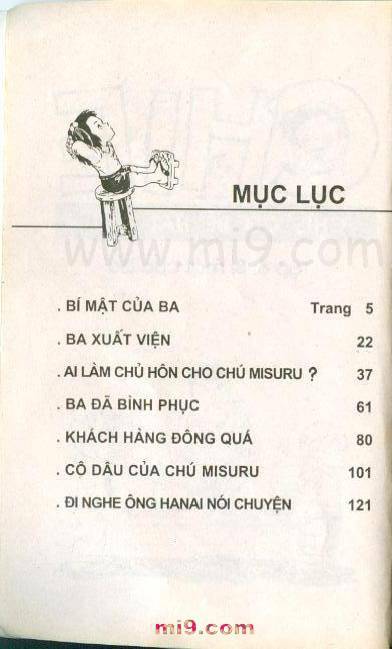 MỤC LỤC
www.mi9.com
. BÍ MẬT CỦA BA Trang 5
. BA XUẤT VIỆN 22
. AI LÀM CHỦ HÔN CHO CHÚ MISURU ? 37
. BA ĐÃ BÌNH PHỤC 61
. KHÁCH HÀNG ĐÔNG QUÁ 80
. CÔ DÂU CỦA CHÚ MISURU 101
. ĐI NGHE ÔNG HANAI NÓI CHUYỆN 121
mi9.com